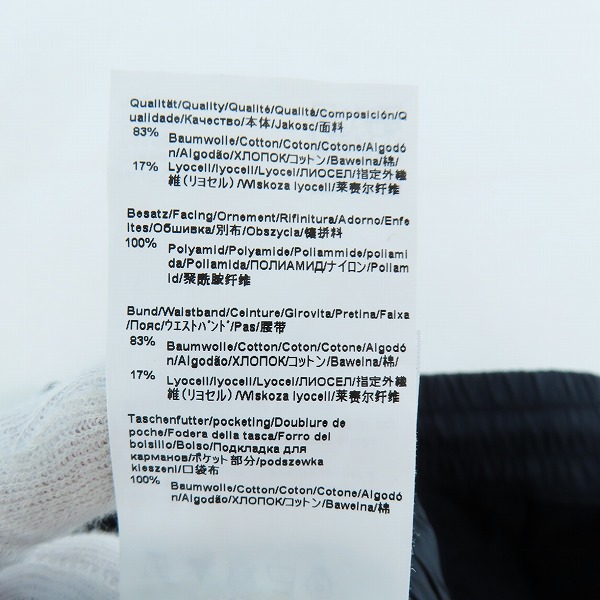 Qualität/Quality/Qualité/Qualità/Composición/Q
ualidade/Качество/本体/Jakosc/面料
83% Baumwolle/Cotton/Coton/Cotone/Algodó
n/Algodão/ХЛОПОК/コットン/Bawelna/棉/
17% Lyocell/lyocell/Lyocel/ЛИОСЕЛ/指定外繊
維(リヨセル)/Wiskoza lyocell/莱赛尔纤维
Besatz/Facing/Ornement/Rifinitura/Adorno/Enfe
ites/Обшивка/別布/Obszycia/镶拼料
100% Polyamid/Polyamide/Poliammide/poliami
da/Poliamida/ПОЛИАМИД/ナイロン/Poliam
id/聚酰胺纤维
Bund/Waistband/Ceinture/Girovita/Pretina/Faixa
/Пояс/ウエストバンド/Pas/腰带
83% Baumwolle/Cotton/Coton/Cotone/Algodó
n/Algodão/ХЛОПОК/コットン/Bawelna/棉/
17% Lyocell/lyocell/Lyocel/ЛИОСЕЛ/指定外繊
維(リヨセル)/Wiskoza lyocell/莱赛尔纤维
Taschenfutter/pocketing/Doublure de
poche/Fodera della tasca/Forro del
bolsillo/Bolso/Подкладка для
карманов/ポケット部分/podszewka
kieszeni/口袋布
100% Baumwolle/Cotton/Coton/Cotone/Algodó
n/Algodão/ХЛОПОК/コットン/Bawelna/棉/